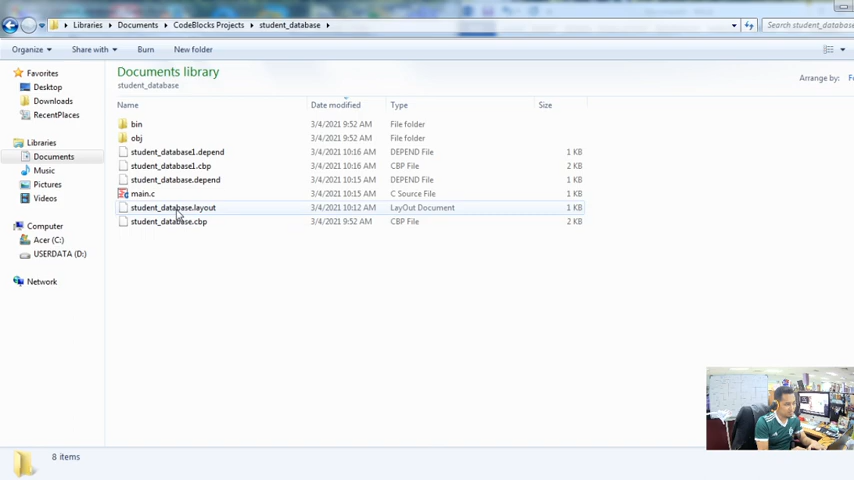 Libraries
Documents
CodeBlocks Projects
student_database
Search student_database
Organize
Share with
Burn
New folder
Favorites
Desktop
Downloads
RecentPlaces
Libraries
Documents
Music
Pictures
Videos
Computer
Acer (C:)
USERDATA (D:)
Network
Documents library
student_database
Arrange by:
Name Date modified Type Size
bin 3/4/2021 9:52 AM File folder
obj 3/4/2021 9:52 AM File folder
student_database1.depend 3/4/2021 10:16 AM DEPEND File 1 KB
student_database1.cbp 3/4/2021 10:16 AM CBP File 2 KB
student_database.depend 3/4/2021 10:15 AM DEPEND File 1 KB
main.c 3/4/2021 10:15 AM C Source File 1 KB
student_database.layout 3/4/2021 10:12 AM LayOut Document 1 KB
student_database.cbp 3/4/2021 9:52 AM CBP File 2 KB
8 items